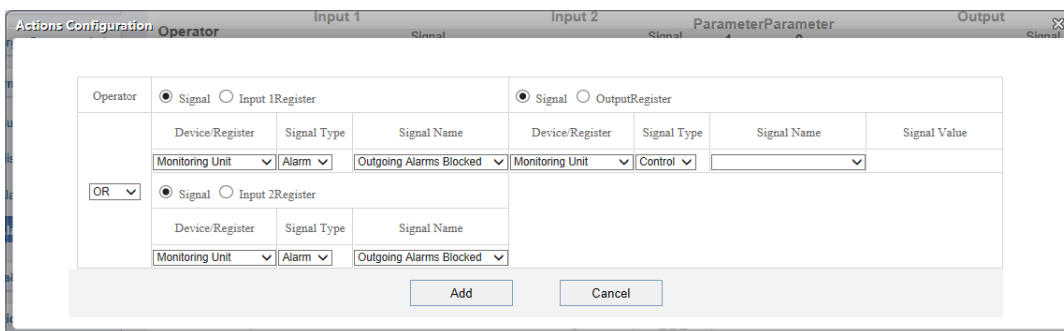 Input 1 Input 2 Output
Actions Configuration Operator Signal Signal ParameterParameter Signal
Operator Signal Input 1Register Signal OutputRegister
Device/Register Signal Type Signal Name Device/Register Signal Type Signal Name Signal Value
Monitoring Unit Alarm Outgoing Alarms Blocked Monitoring Unit Control
OR Signal Input 2Register
Device/Register Signal Type Signal Name
Monitoring Unit Alarm Outgoing Alarms Blocked
Add Cancel